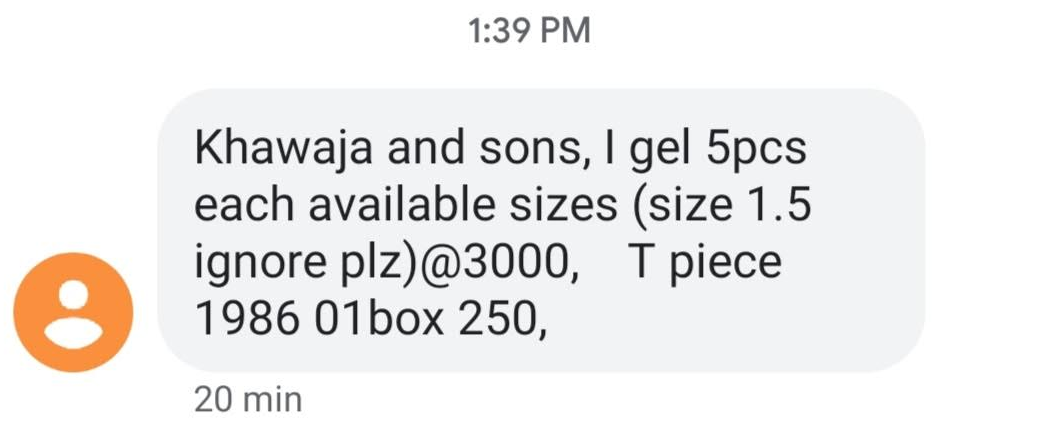 1:39 PM
Khawaja and sons, I gel 5pcs
each available sizes (size 1.5
ignore plz)@3000,    T piece
1986 01box 250,
20 min